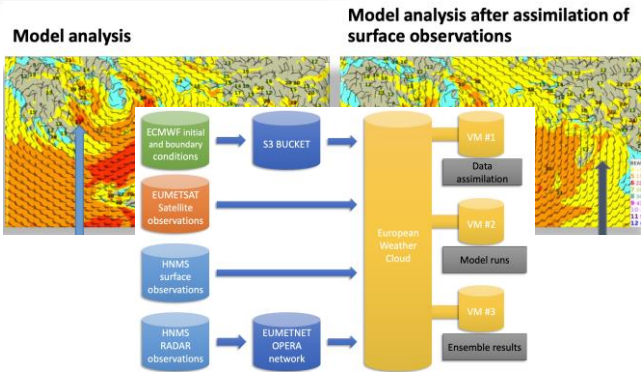 Model analysis
Model analysis after assimilation of
surface observations
ECMWF initial
and boundary
conditions
S3 BUCKET
EUMETSAT
Satellite
observations
HNMS
surface
observations
HNMS
RADAR
observations
EUMETNET
OPERA
network
European
Weather
Cloud
VM #1
Data
assimilation
VM #2
Model runs
VM #3
Ensemble results